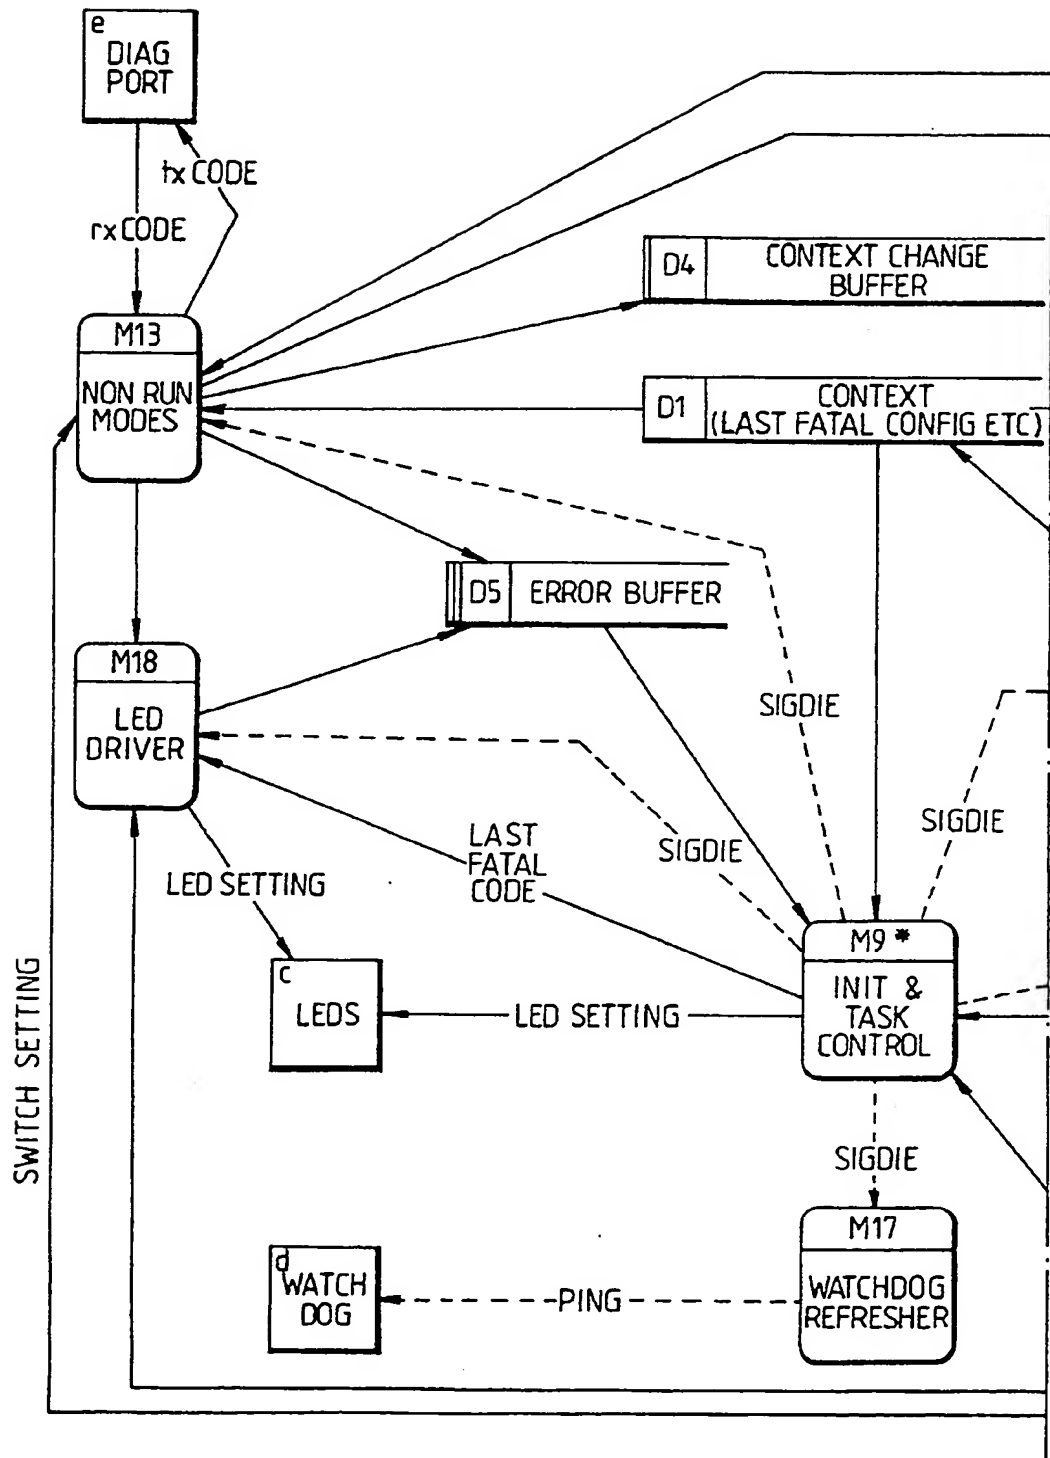 e
DIAG
PORT
tx CODE
rx CODE
D4
CONTEXT CHANGE
BUFFER
M13
NON RUN
MODES
D1
CONTEXT
(LAST FATAL CONFIG ETC)
D5
ERROR BUFFER
M18
LED
DRIVER
SIGDIE
SIGDIE
SIGDIE
LAST
FATAL
CODE
LED SETTING
M9 *
INIT &
TASK
CONTROL
c
LEDS
LED SETTING
SWITCH SETTING
SIGDIE
M17
WATCHDOG
REFRESHER
d
WATCH
DOG
PING